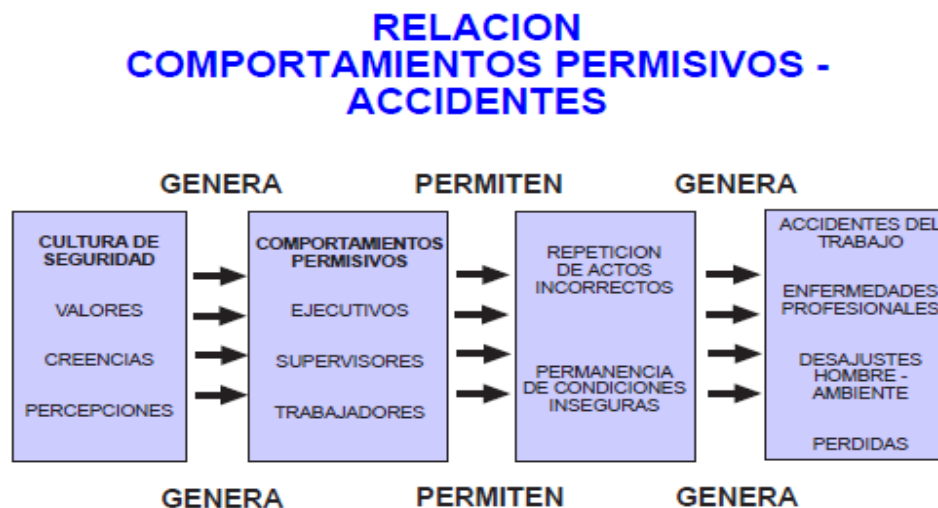 RELACION
COMPORTAMIENTOS PERMISIVOS -
ACCIDENTES
GENERA
PERMITEN
GENERA
CULTURA DE
SEGURIDAD
VALORES
CREENCIAS
PERCEPCIONES
COMPORTAMIENTOS
PERMISIVOS
EJECUTIVOS
SUPERVISORES
TRABAJADORES
REPETICION
DE ACTOS
INCORRECTOS
PERMANENCIA
DE CONDICIONES
INSEGURAS
ACCIDENTES DEL
TRABAJO
ENFERMEDADES
PROFESIONALES
DESAJUSTES
HOMBRE -
AMBIENTE
PERDIDAS
GENERA
PERMITEN
GENERA